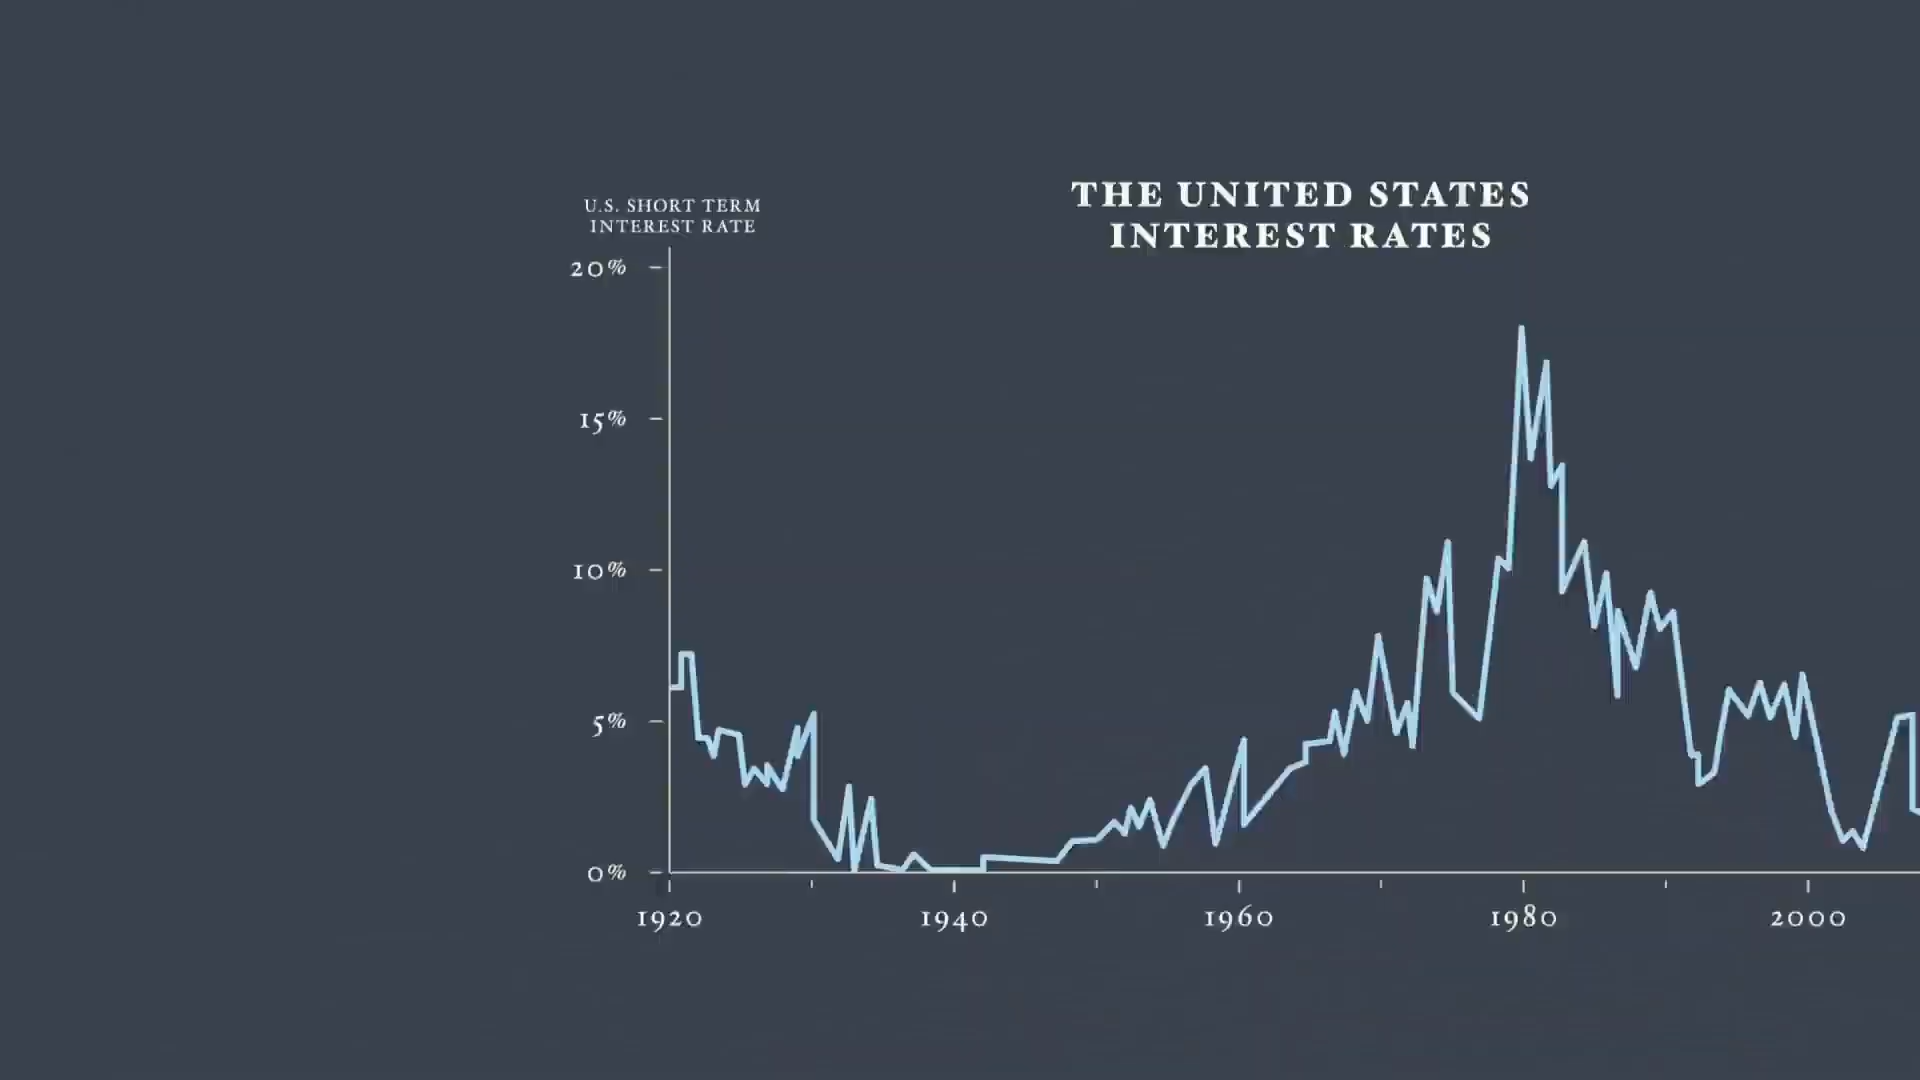 THE UNITED STATES
INTEREST RATES
U.S. SHORT TERM
INTEREST RATE
20%
15%
10%
5%
0%
1920 1940 1960 1980 2000